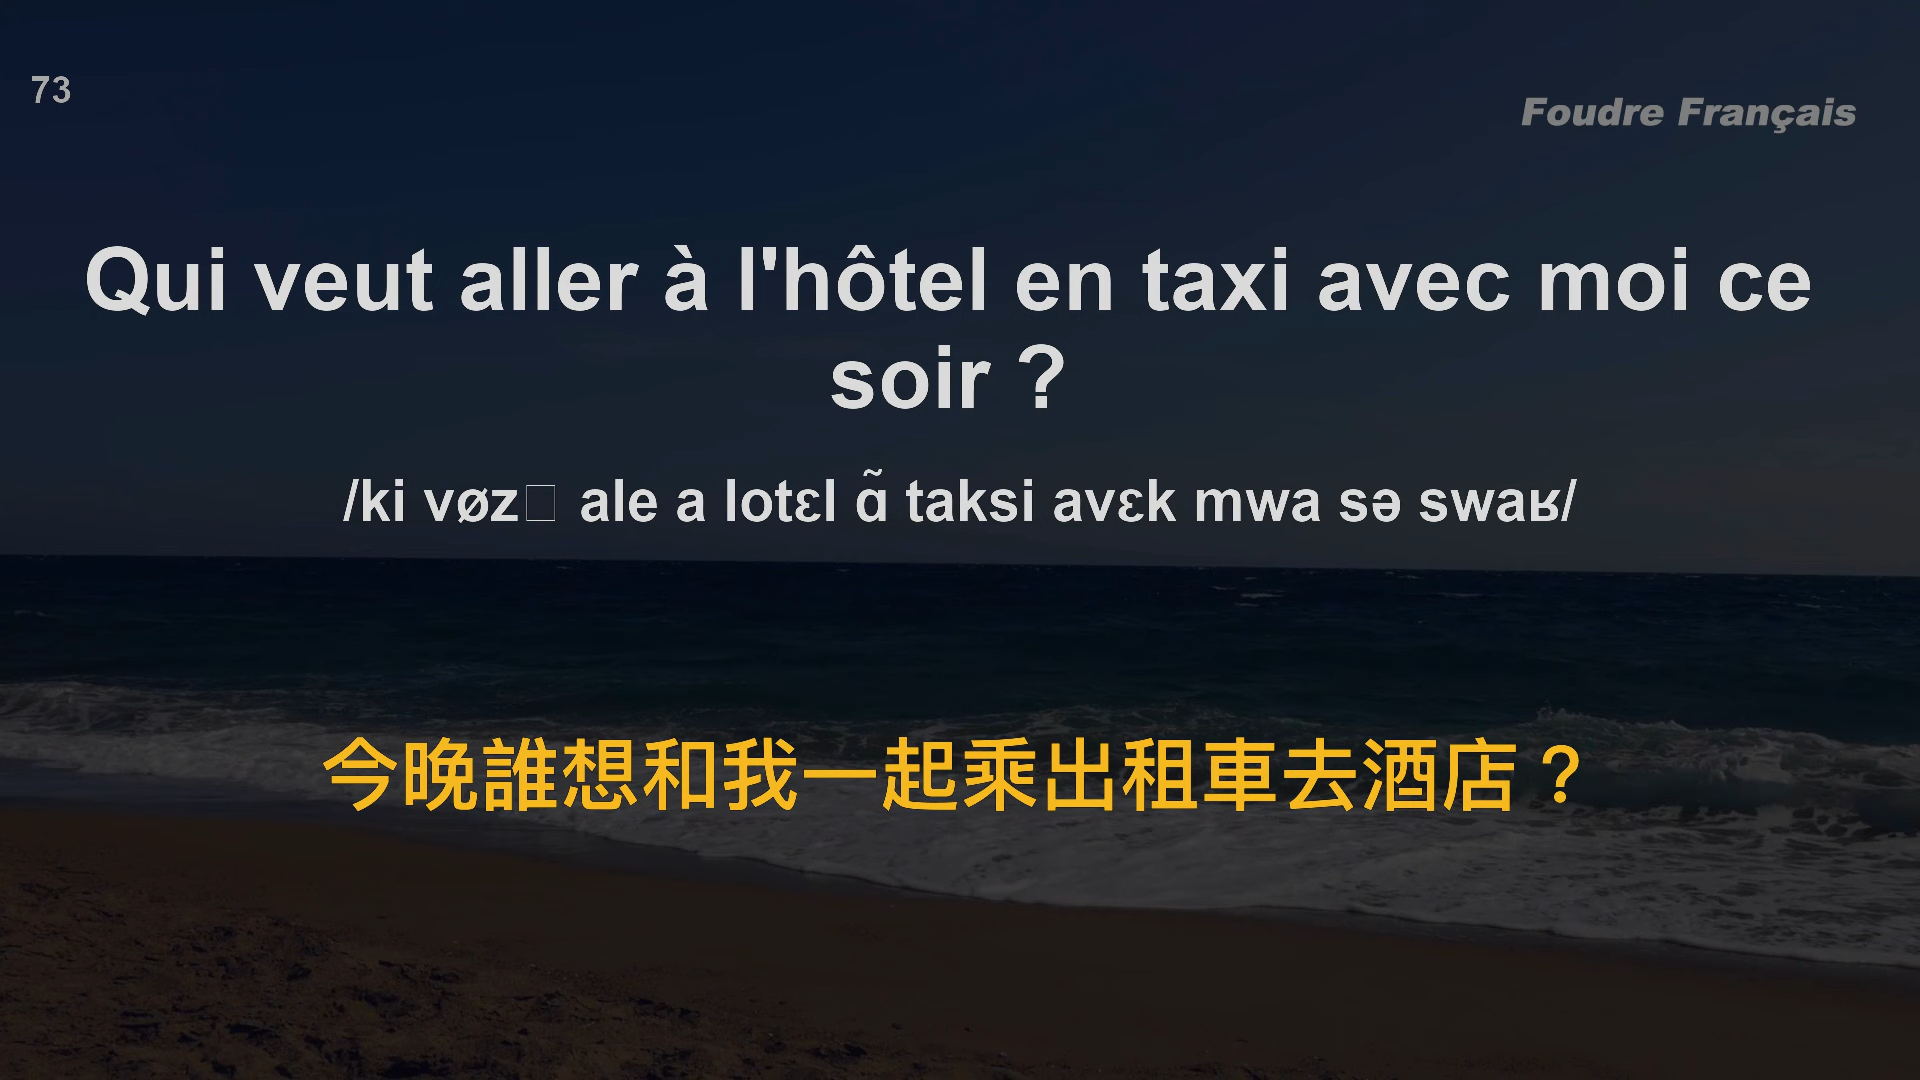 73
Foudre Français
Qui veut aller à l'hôtel en taxi avec moi ce
soir ?
/ki vøz□ ale a lotɛl ɑ̃ taksi avɛk mwa sə swaʁ/
今晚誰想和我一起乘出租車去酒店？